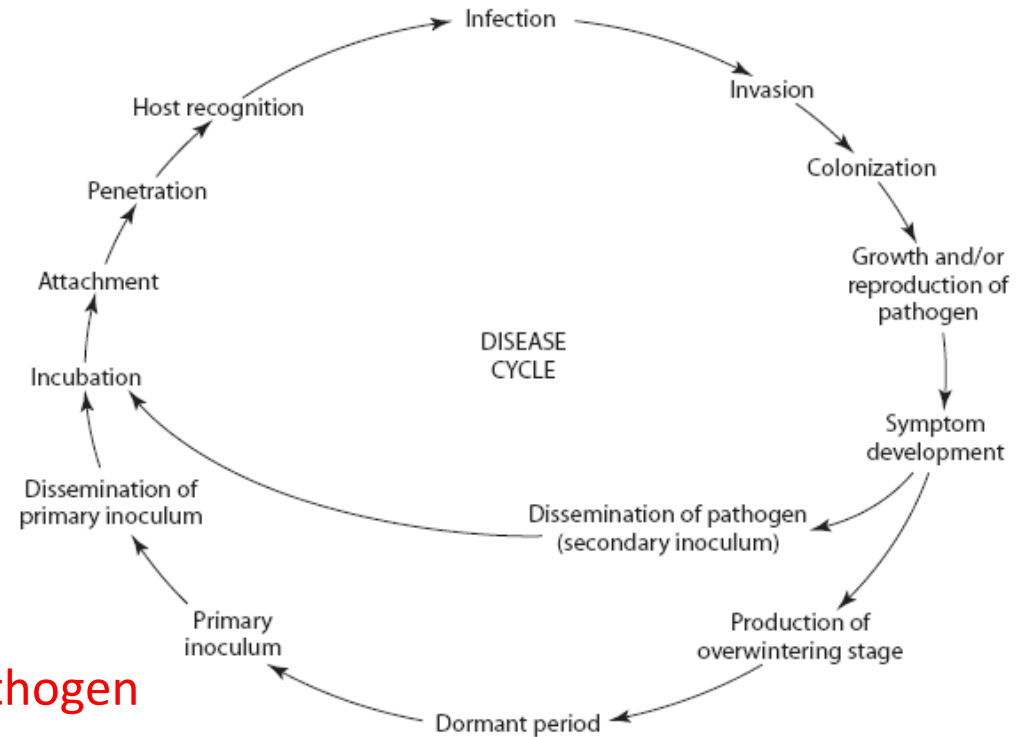 Infection
Invasion
Colonization
Growth and/or
reproduction of
pathogen
Symptom
development
Dissemination of pathogen
(secondary inoculum)
Production of
overwintering stage
Dormant period
Primary
inoculum
Dissemination of
primary inoculum
Incubation
Attachment
Penetration
Host recognition
DISEASE
CYCLE